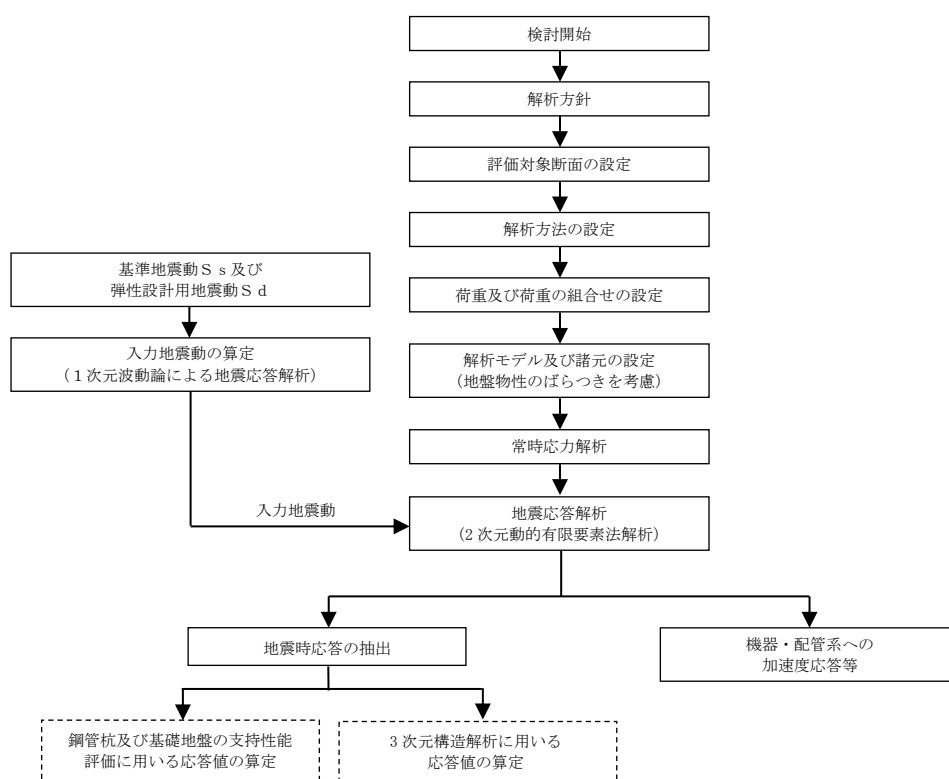 検討開始
解析方針
評価対象断面の設定
解析方法の設定
基準地震動Ｓｓ及び
弾性設計用地震動Ｓｄ
荷重及び荷重の組合せの設定
入力地震動の算定
（１次元波動論による地震応答解析）
解析モデル及び諸元の設定
（地盤物性のばらつきを考慮）
常時応力解析
入力地震動
地震応答解析
（2 次元動的有限要素法解析）
地震時応答の抽出
機器・配管系への
加速度応答等
鋼管杭及び基礎地盤の支持性能
評価に用いる応答値の算定
3 次元構造解析に用いる
応答値の算定